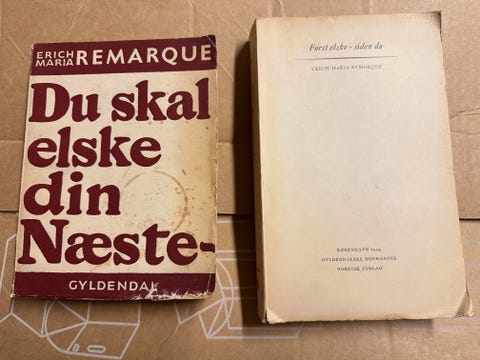 ERICH
MARIA REMARQUE
Du skal
elske
din
Næste-
GYLDENDAL
Først elske - siden dø
ERICH MARIA REMARQUE
KØBENHAVN
GYLDENDALSKE BOGHANDEL
NORDISK FORLAG